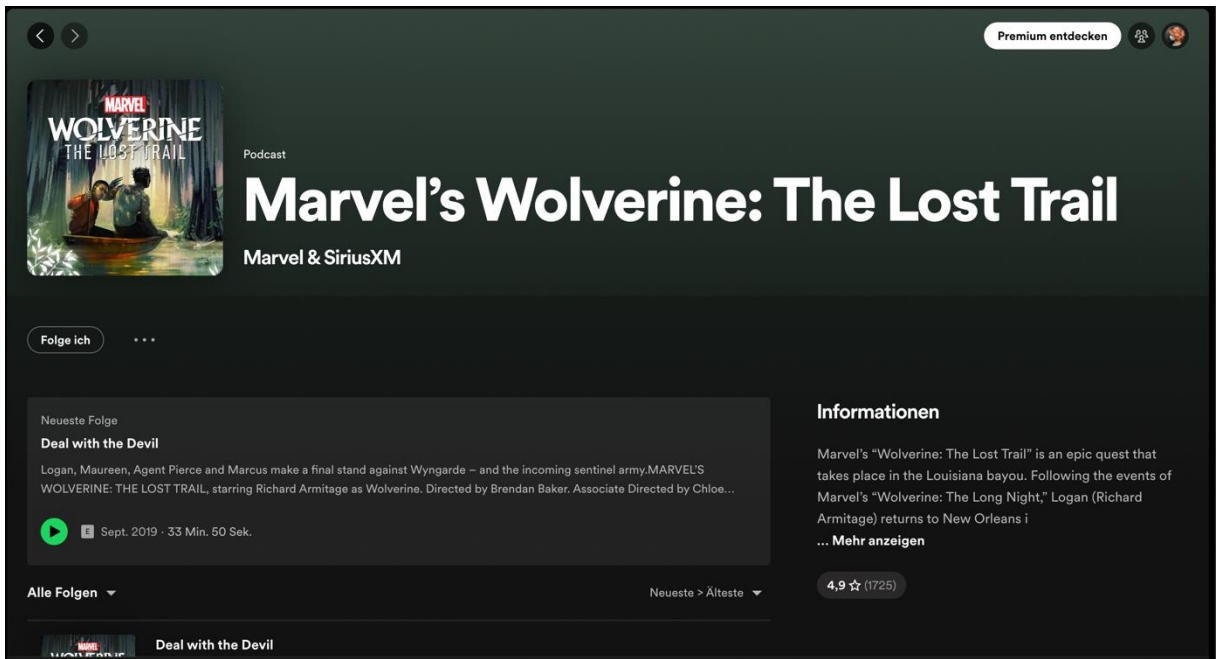 Premium entdecken
MARVEL
WOLVERINE
THE LOST TRAIL
Podcast
Marvel's Wolverine: The Lost Trail
Marvel & SiriusXM
Folge ich
Neueste Folge
Deal with the Devil
Logan, Maureen, Agent Pierce and Marcus make a final stand against Wyngarde – and the incoming sentinel army.MARVEL'S
WOLVERINE: THE LOST TRAIL, starring Richard Armitage as Wolverine. Directed by Brendan Baker. Associate Directed by Chloe…
E Sept. 2019 · 33 Min. 50 Sek.
Informationen
Marvel's “Wolverine: The Lost Trail” is an epic quest that
takes place in the Louisiana bayou. Following the events of
Marvel's “Wolverine: The Long Night,” Logan (Richard
Armitage) returns to New Orleans i
... Mehr anzeigen
4,9 ☆ (1725)
Alle Folgen
Neueste > Älteste
MARVEL
WOLVERINE
Deal with the Devil